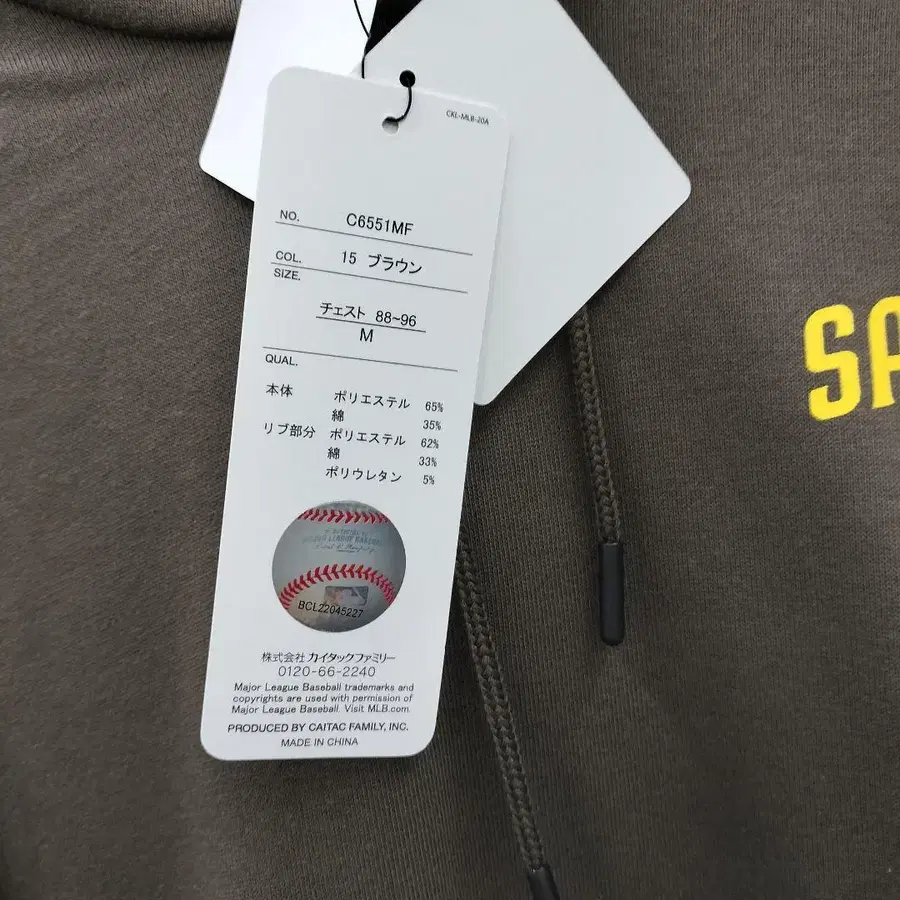 CKL-MLB-20A
NO. C6551MF
COL. 15 ブラウン
SIZE.
チェスト 88~96
M
QUAL.
本体 ポリエステル 65%
綿 35%
リブ部分 ポリエステル 62%
綿 33%
ポリウレタン 5%
MAJOR LEAGUE BASEBALL
BCL22045227
株式会社 カイタックファミリー
0120-66-2240
Major League Baseball trademarks and
copyrights are used with permission of
Major League Baseball. Visit MLB.com.
PRODUCED BY CAITAC FAMILY, INC.
MADE IN CHINA
SA